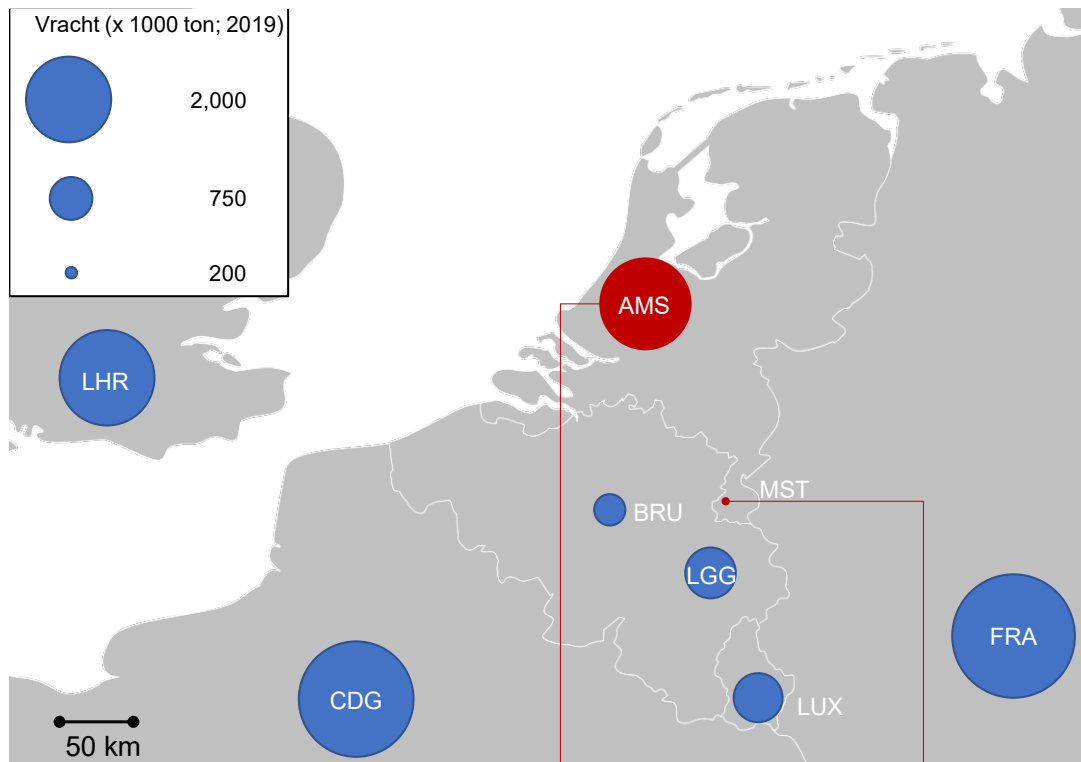 Vracht (x 1000 ton; 2019)
2,000
750
200
AMS
LHR
MST
BRU
LGG
FRA
CDG
LUX
50 km